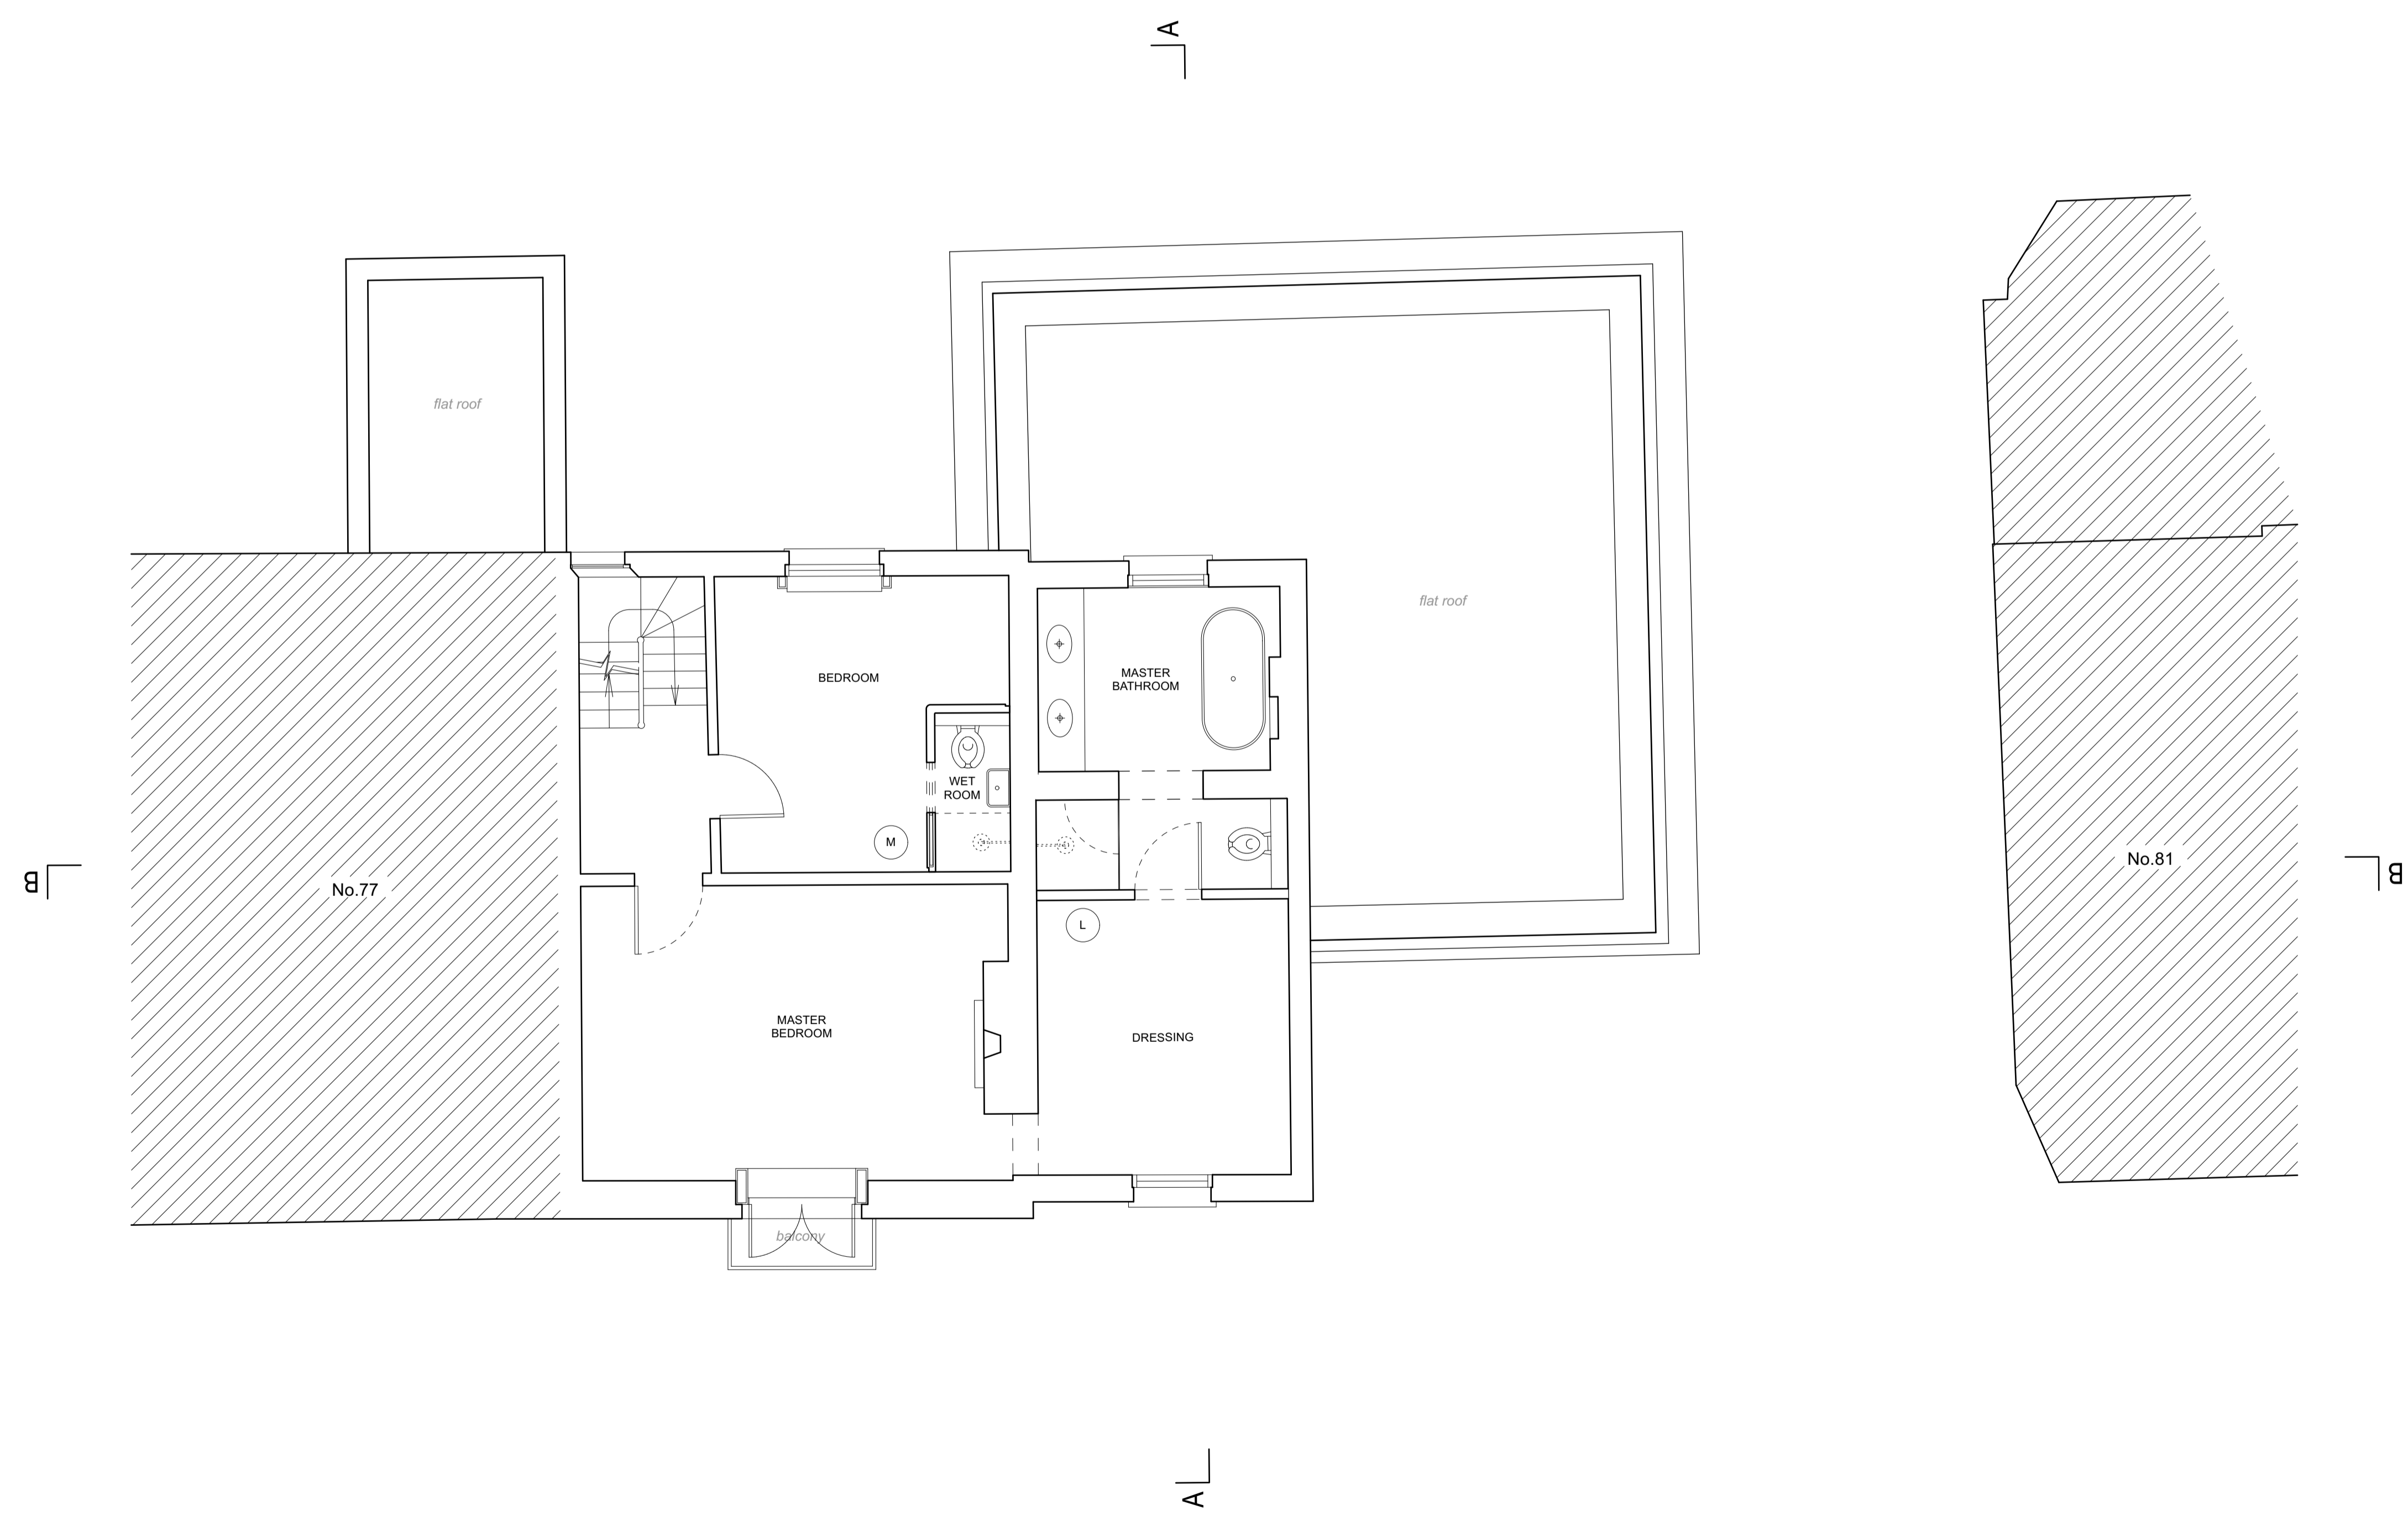 A
flat roof
flat roof
BEDROOM
MASTER
BATHROOM
WET
ROOM
M
No.81
B
No.77
B
L
MASTER
BEDROOM
DRESSING
balcony
A